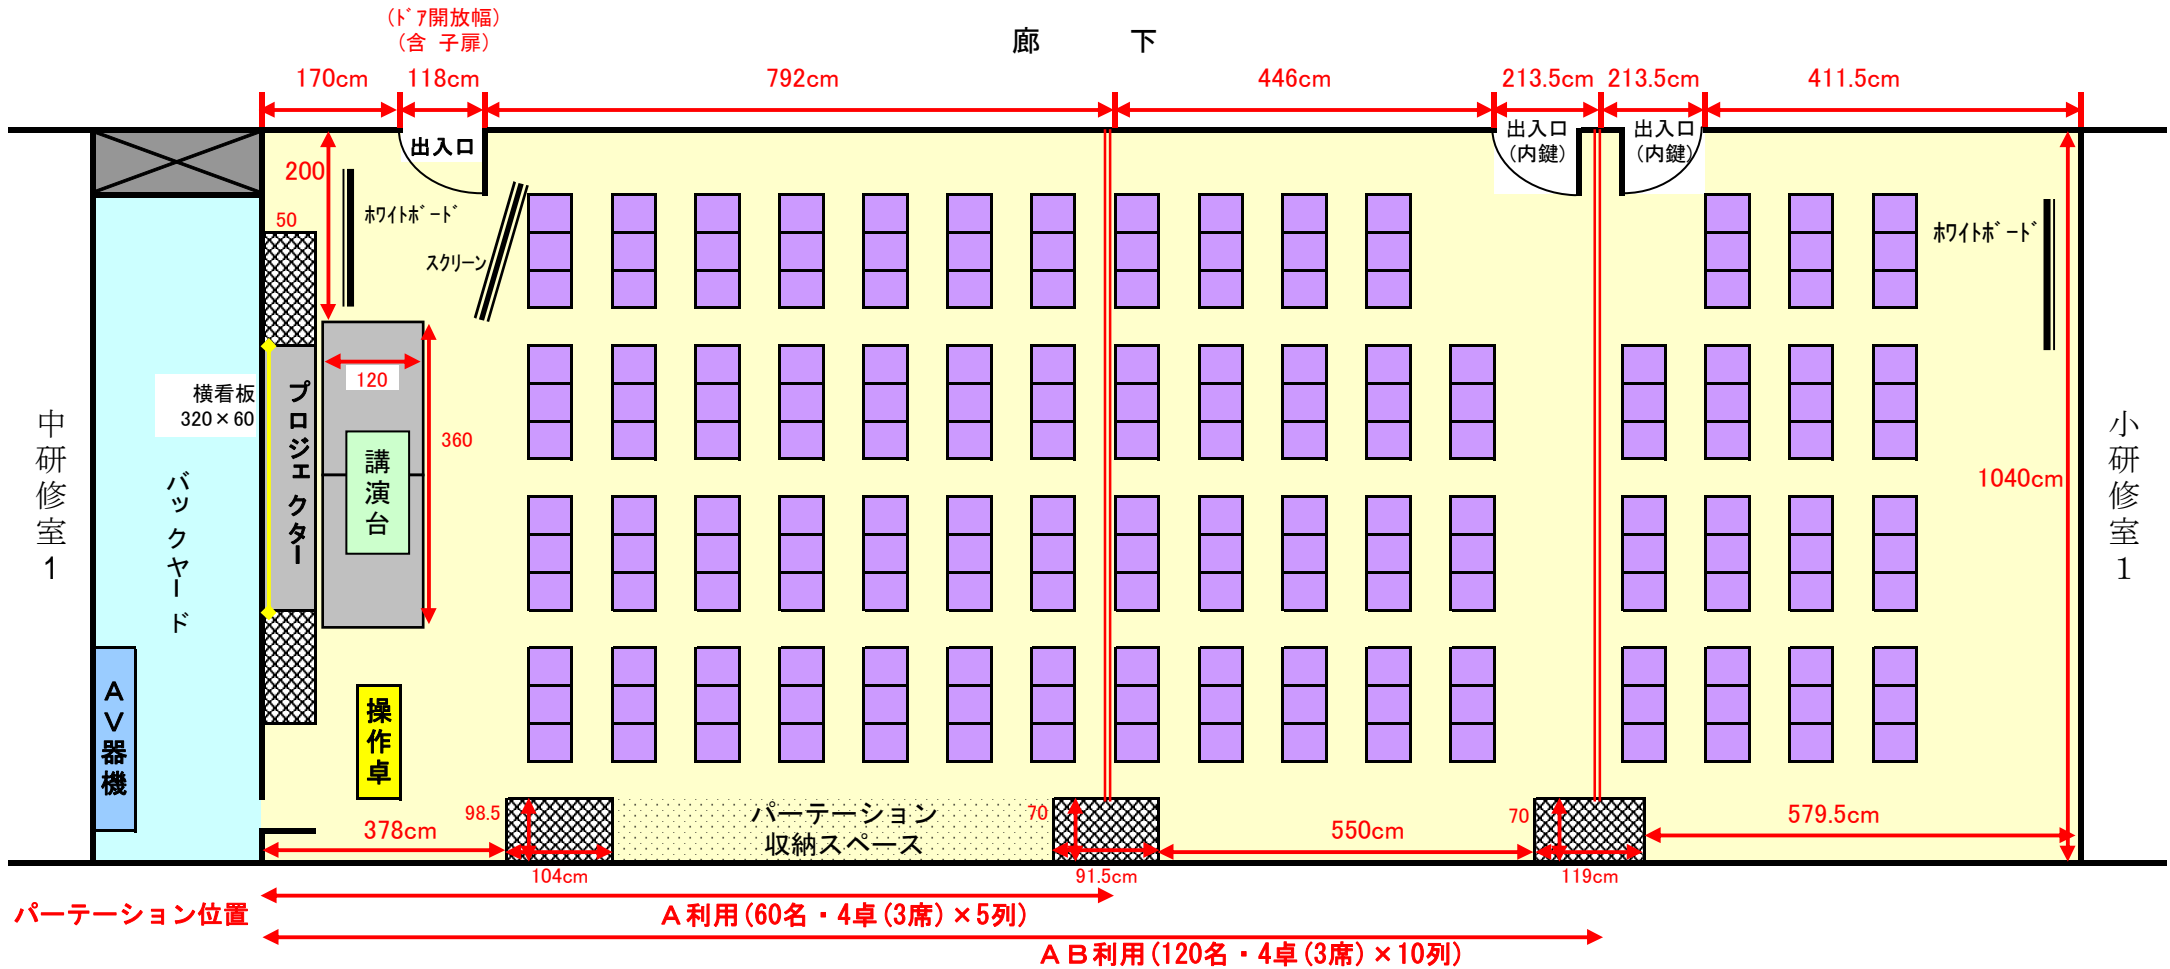 (ﾄﾞｱ開放幅)
(含 子扉)
廊 下
170cm
118cm
792cm
446cm
213.5cm
213.5cm
411.5cm
出入口
出入口
(内鍵)
出入口
(内鍵)
200
50
ﾎﾜｲﾄﾎﾞｰﾄﾞ
ｽｸﾘｰﾝ
ﾎﾜｲﾄﾎﾞｰﾄﾞ
120
横看板
320×60
360
プロジェクター
講演台
中研修室1
バックヤード
小研修室1
1040cm
AV器機
操作卓
378cm
98.5
パーテーション
収納スペース
70
550cm
70
579.5cm
104cm
91.5cm
119cm
パーテーション位置
A利用(60名・4卓(3席)×5列)
AB利用(120名・4卓(3席)×10列)